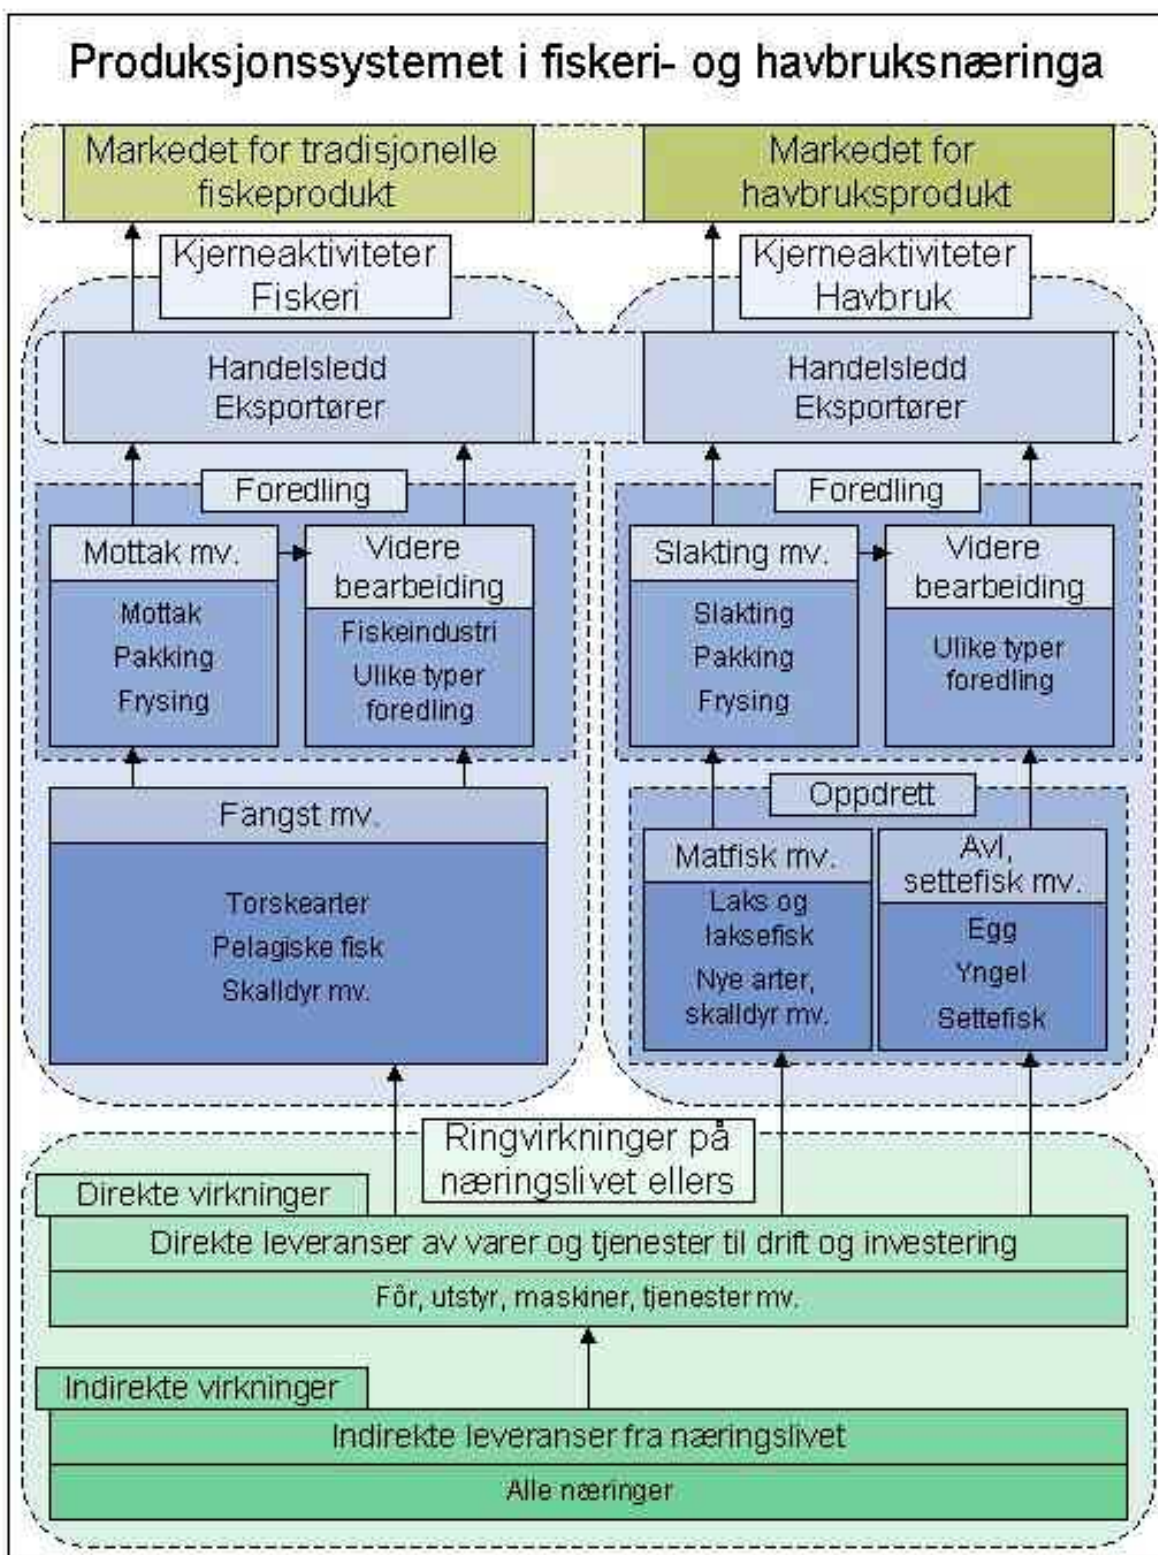 Produksjonssystemet i fiskeri- og havbruksnæringa
Markedet for tradisjonelle
fiskeprodukt
Markedet for
havbruksprodukt
Kjerneaktiviteter
Fiskeri
Kjerneaktiviteter
Havbruk
Handelsledd
Eksportører
Handelsledd
Eksportører
Foredling
Mottak mv.
Mottak
Pakking
Frysing
Videre
bearbeiding
Fiskeindustri
Ulike typer
foredling
Foredling
Slakting mv.
Slakting
Pakking
Frysing
Videre
bearbeiding
Ulike typer
foredling
Fangst mv.
Torskearter
Pelagiske fisk
Skalldyr mv.
Oppdrett
Matfisk mv.
Laks og
laksefisk
Nye arter,
skalldyr mv.
Avl,
settefisk mv.
Egg
Yngel
Settefisk
Ringvirkninger på
næringslivet ellers
Direkte virkninger
Direkte leveranser av varer og tjenester til drift og investering
Fôr, utstyr, maskiner, tjenester mv.
Indirekte virkninger
Indirekte leveranser fra næringslivet
Alle næringer